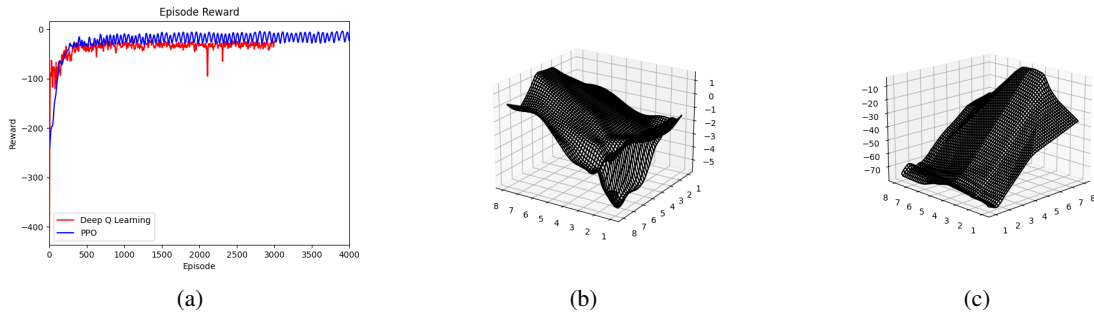 Episode Reward
0
−100
−200
−300
−400
Reward
Deep Q Learning
PPO
0 500 1000 1500 2000 2500 3000 3500 4000
Episode
(a)
1
0
−1
−2
−3
−4
−5
8 7 6 5 4 3 2 1
8 7 6 5 4 3 2 1
(b)
−10
−20
−30
−40
−50
−60
−70
8 7 6 5 4 3 2 1
1 2 3 4 5 6 7 8
(c)